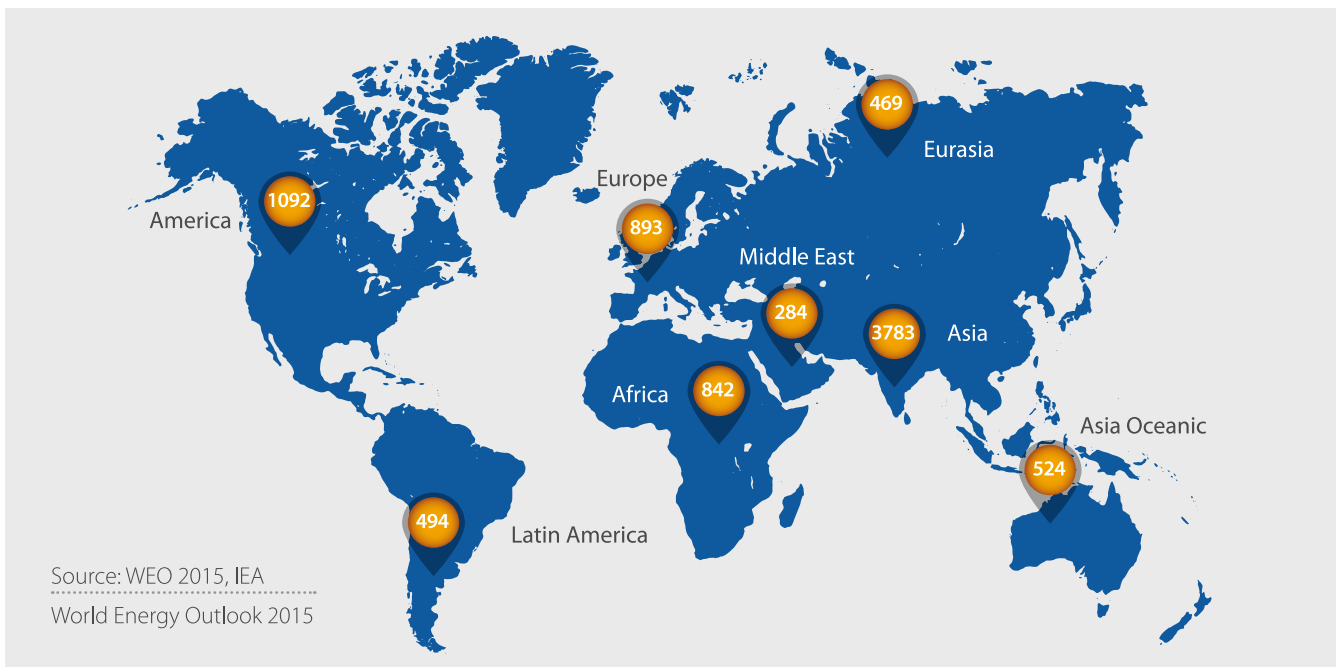 469
Eurasia
Europe
1092
America
893
Middle East
284
3783
Asia
Africa
842
Asia Oceanic
524
494
Latin America
Source: WEO 2015, IEA
World Energy Outlook 2015